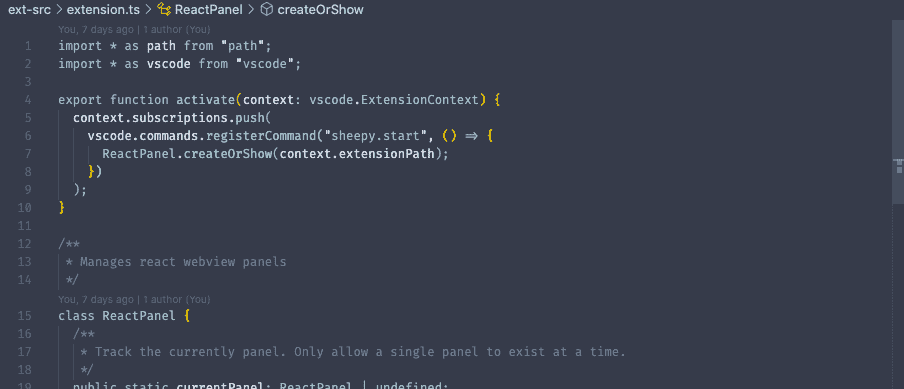 ext-src > extension.ts > ReactPanel > createOrShow
You, 7 days ago | 1 author (You)
1 import * as path from "path";
2 import * as vscode from "vscode";
3
4 export function activate(context: vscode.ExtensionContext) {
5 context.subscriptions.push(
6 vscode.commands.registerCommand("sheepy.start", () => {
7 ReactPanel.createOrShow(context.extensionPath);
8 })
9 );
10 }
11
12 /**
13 * Manages react webview panels
14 */
You, 7 days ago | 1 author (You)
15 class ReactPanel {
16 /**
17 * Track the currently panel. Only allow a single panel to exist at a time.
18 */
19 public static currentPanel: ReactPanel | undefined;